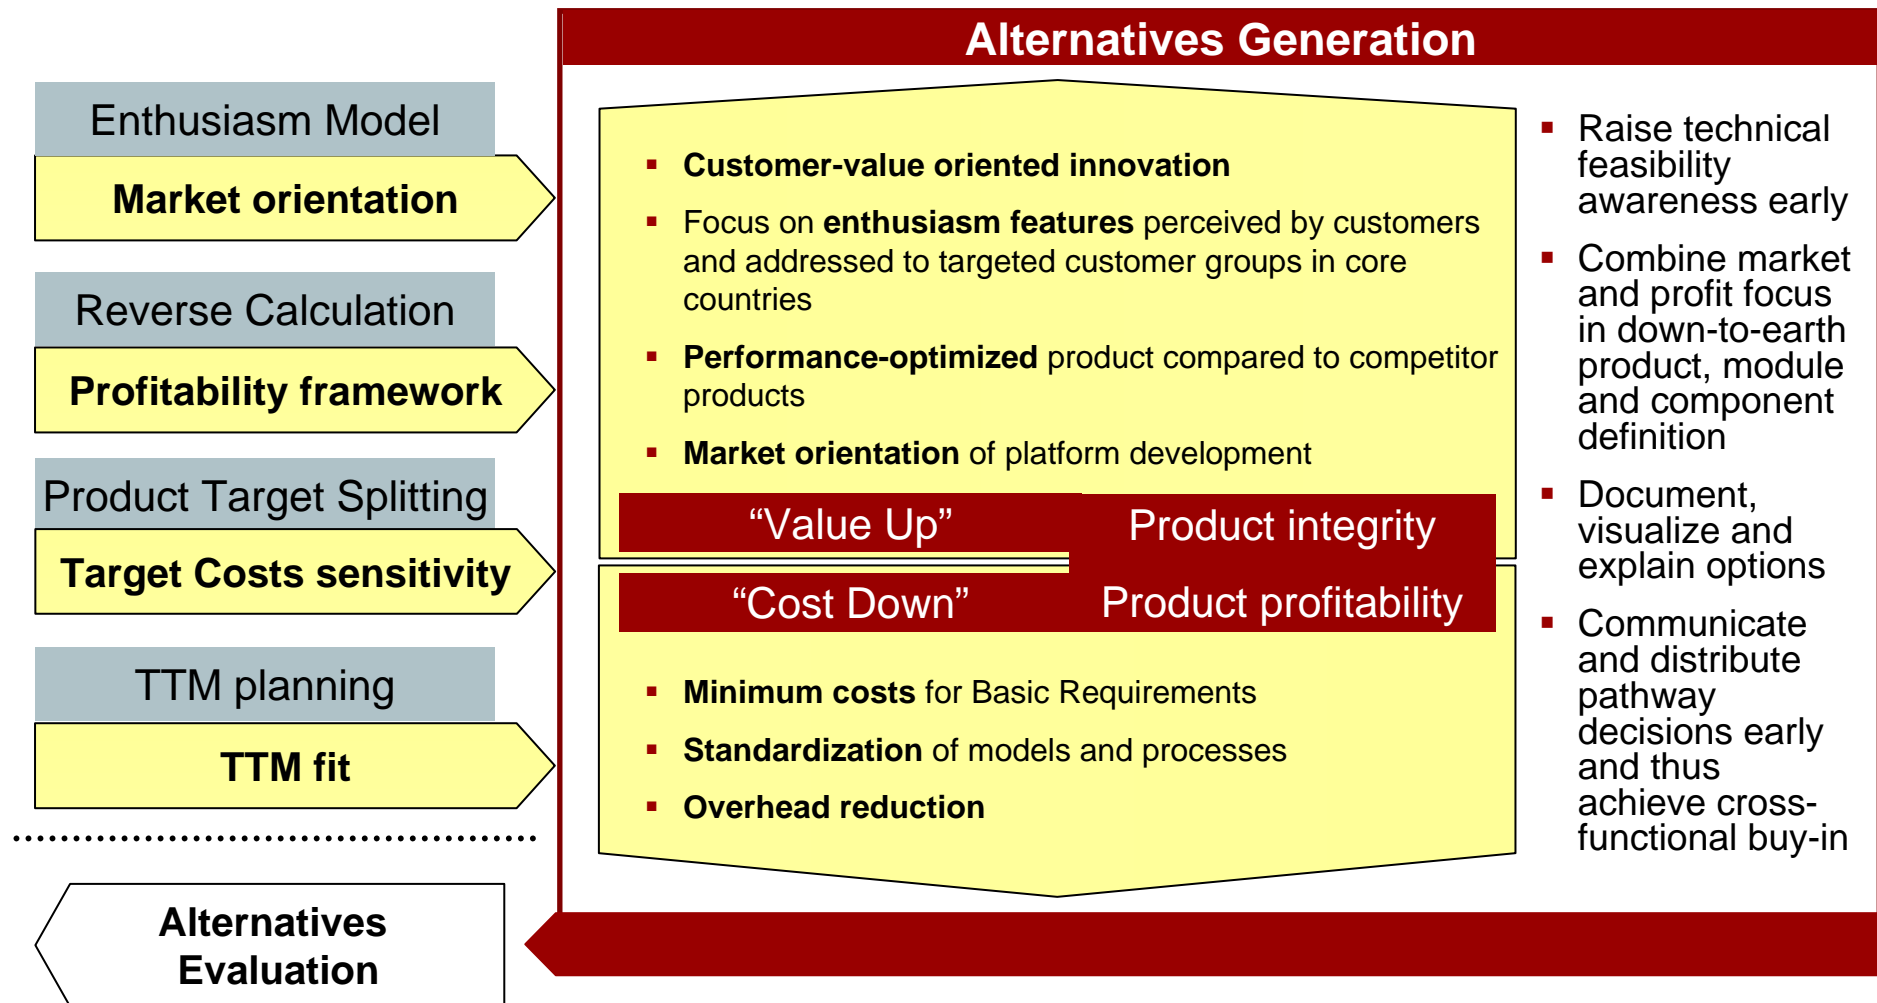 Alternatives Generation
Enthusiasm Model
Market orientation
Reverse Calculation
Profitability framework
Product Target Splitting
Target Costs sensitivity
TTM planning
TTM fit
Alternatives
Evaluation
▪ Customer-value oriented innovation
▪ Focus on enthusiasm features perceived by customers
and addressed to targeted customer groups in core
countries
▪ Performance-optimized product compared to competitor
products
▪ Market orientation of platform development
“Value Up” Product integrity
“Cost Down” Product profitability
▪ Minimum costs for Basic Requirements
▪ Standardization of models and processes
▪ Overhead reduction
▪ Raise technical
feasibility
awareness early
▪ Combine market
and profit focus
in down-to-earth
product, module
and component
definition
▪ Document,
visualize and
explain options
▪ Communicate
and distribute
pathway
decisions early
and thus
achieve cross-
functional buy-in